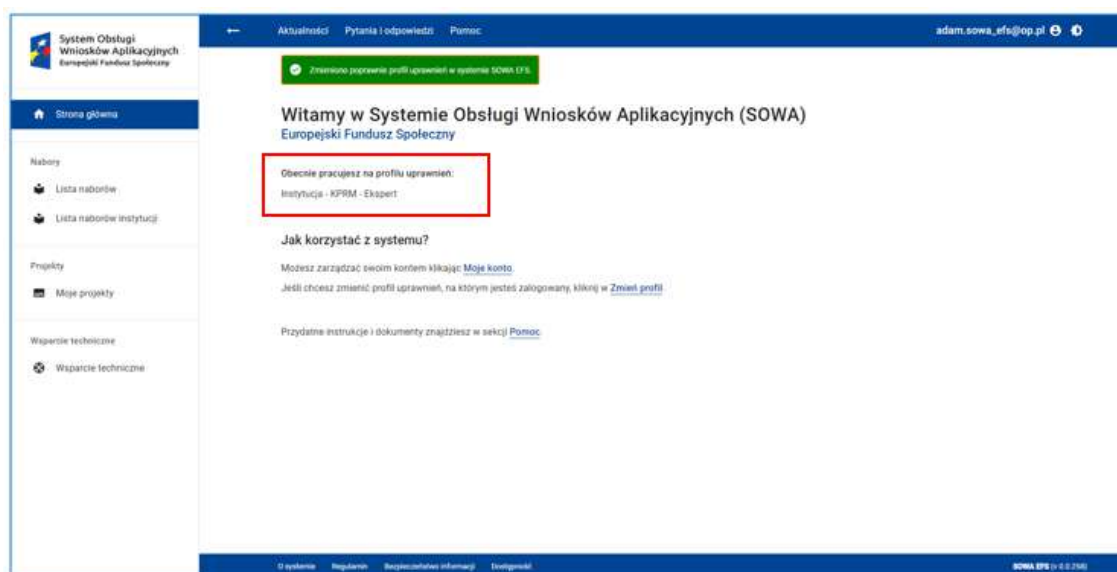 System Obsługi
Wniosków Aplikacyjnych
Europejski Fundusz Społeczny
Aktualności Pytania i odpowiedzi Pomoc
adam.sowa_efs@op.pl
Zmieniono poprawnie profil uprawnień w systemie SOWA EFS.
Strona główna
Nabory
Lista naborów
Lista naborów instytucji
Projekty
Moje projekty
Wsparcie techniczne
Wsparcie techniczne
Witamy w Systemie Obsługi Wniosków Aplikacyjnych (SOWA)
Europejski Fundusz Społeczny
Obecnie pracujesz na profilu uprawnień:
Instytucja - KPRM - Ekspert
Jak korzystać z systemu?
Możesz zarządzać swoim kontem klikając Moje konto.
Jeśli chcesz zmienić profil uprawnień, na którym jesteś zalogowany, kliknij w Zmień profil
Przydatne instrukcje i dokumenty znajdziesz w sekcji Pomoc.
O systemie Regulamin Bezpieczeństwo informacji Dostępność
SOWA EFS (v 0.0.258)